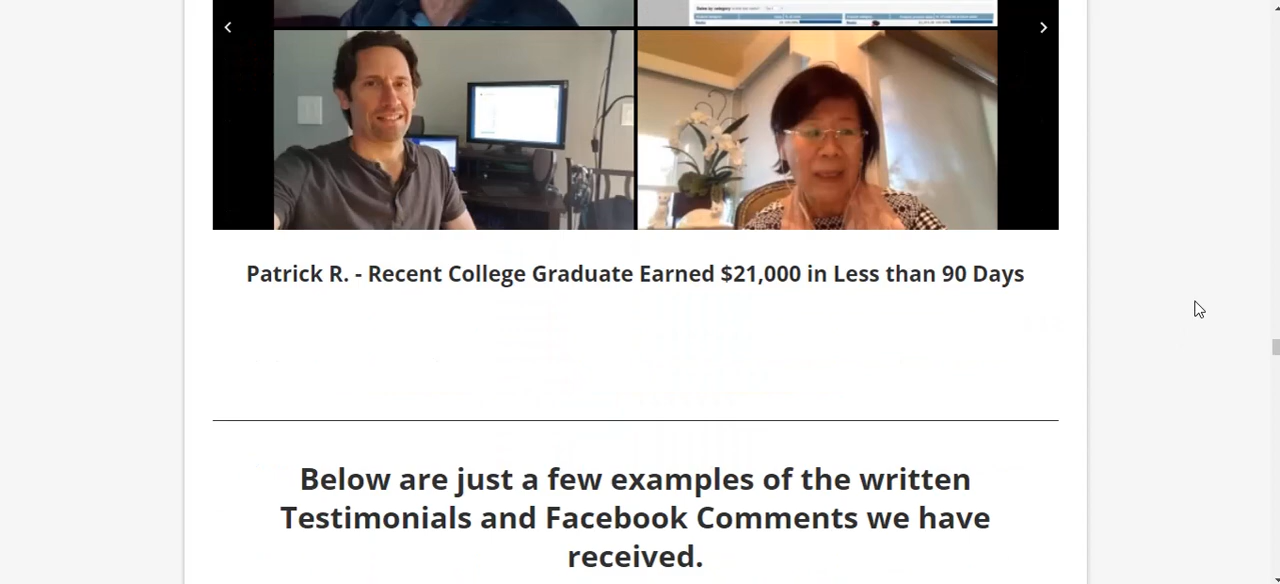 Patrick R. - Recent College Graduate Earned $21,000 in Less than 90 Days
Below are just a few examples of the written
Testimonials and Facebook Comments we have
received.